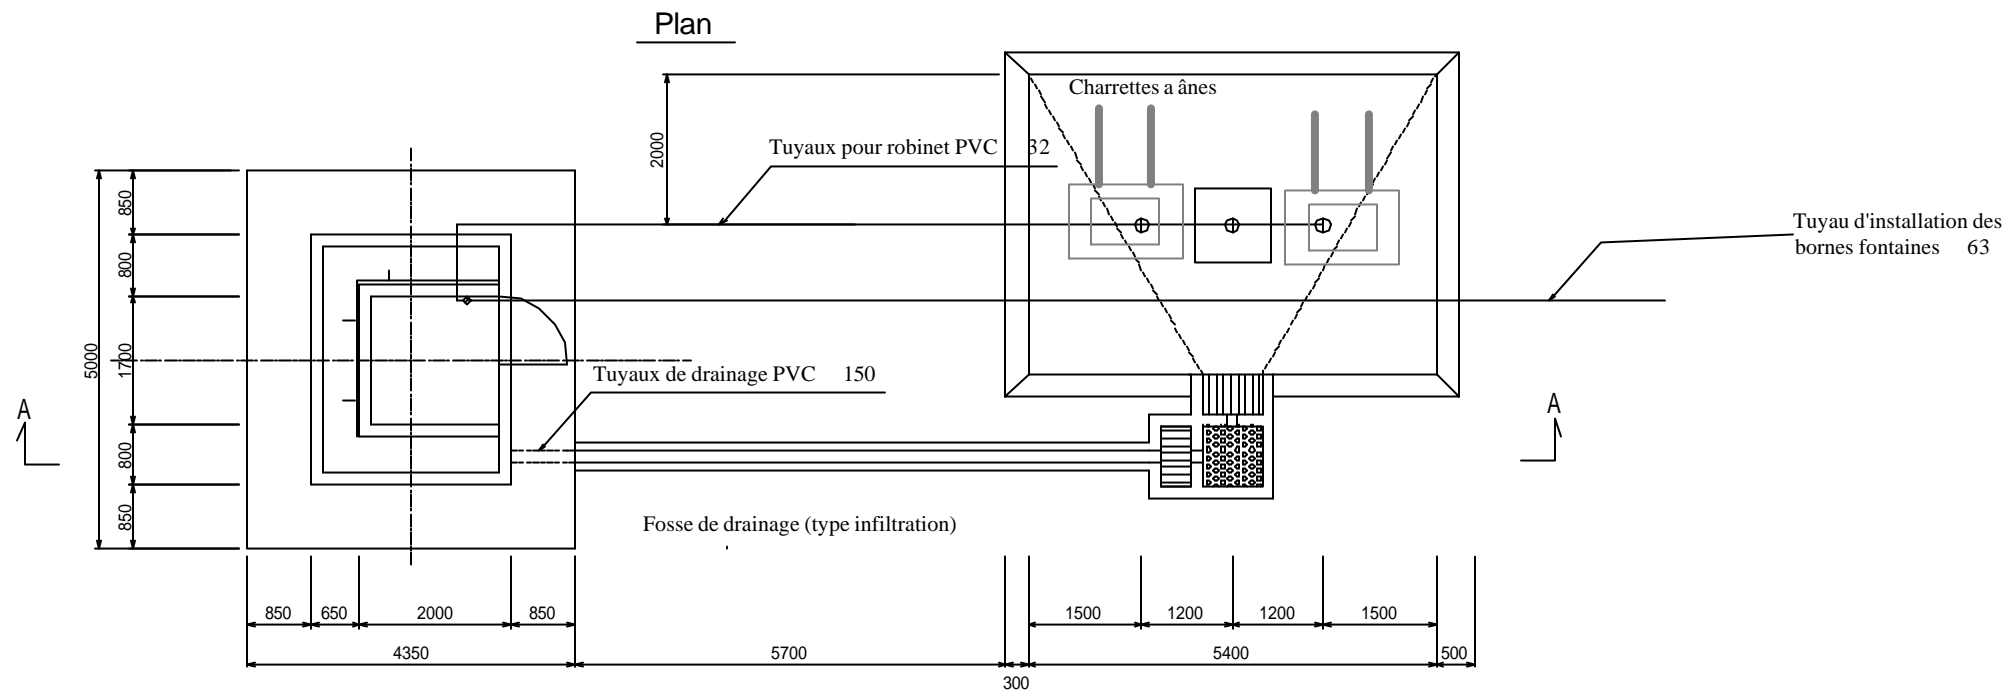 Plan
Charrettes a ânes
2000
Tuyaux pour robinet PVC 32
Tuyau d'installation des
bornes fontaines 63
850
800
5000
1700
800
850
Tuyaux de drainage PVC 150
A
A
Fosse de drainage (type infiltration)
850 650 2000 850
1500 1200 1200 1500
4350 5700 300 5400 500